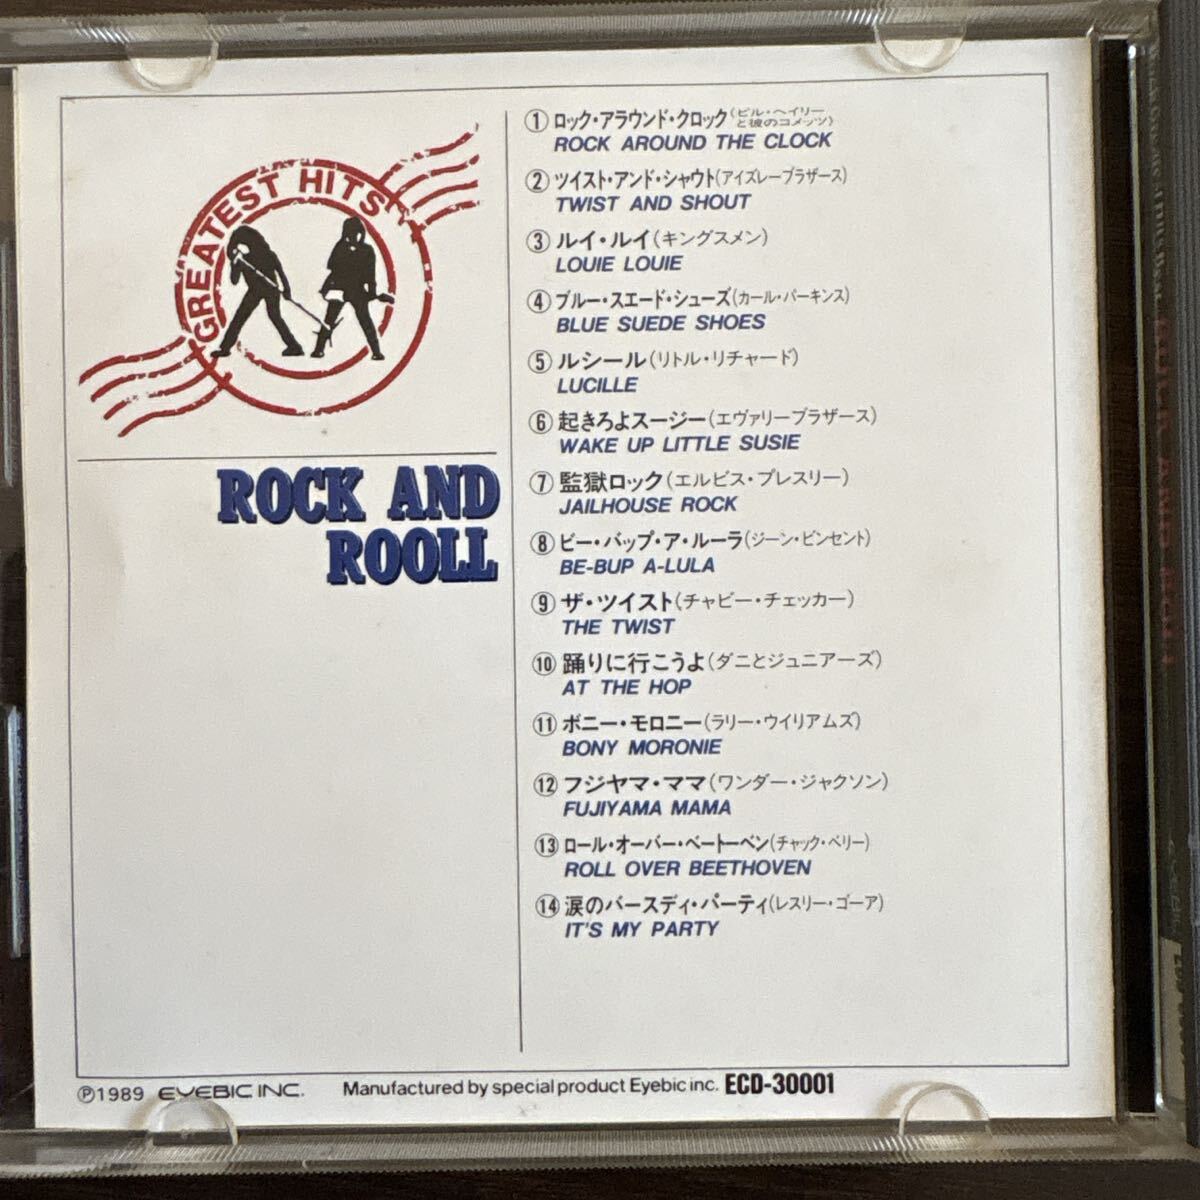 GREATEST HITS
ROCK AND
ROOLL
① ロック・アラウンド・クロック(ビル・ヘイリーと彼のコメッツ)
ROCK AROUND THE CLOCK
② ツイスト・アンド・シャウト(アイズレーブラザース)
TWIST AND SHOUT
③ ルイ・ルイ(キングスメン)
LOUIE LOUIE
④ ブルー・スエード・シューズ(カール・パーキンス)
BLUE SUEDE SHOES
⑤ ルシール(リトル・リチャード)
LUCILLE
⑥ 起きろよスージー(エヴァリーブラザース)
WAKE UP LITTLE SUSIE
⑦ 監獄ロック(エルビス・プレスリー)
JAILHOUSE ROCK
⑧ ビー・バップ・ア・ルーラ(ジーン・ビンセント)
BE-BUP A-LULA
⑨ ザ・ツイスト(チャビー・チェッカー)
THE TWIST
⑩ 踊りに行こうよ(ダニとジュニアーズ)
AT THE HOP
⑪ ボニー・モロニー(ラリー・ウイリアムズ)
BONY MORONIE
⑫ フジヤマ・ママ(ワンダー・ジャクソン)
FUJIYAMA MAMA
⑬ ロール・オーバー・ベートーベン(チャック・ベリー)
ROLL OVER BEETHOVEN
⑭ 涙のバースディ・パーティ(レスリー・ゴーア)
IT'S MY PARTY
℗1989 EYEBIC INC. Manufactured by special product Eyebic inc. ECD-30001